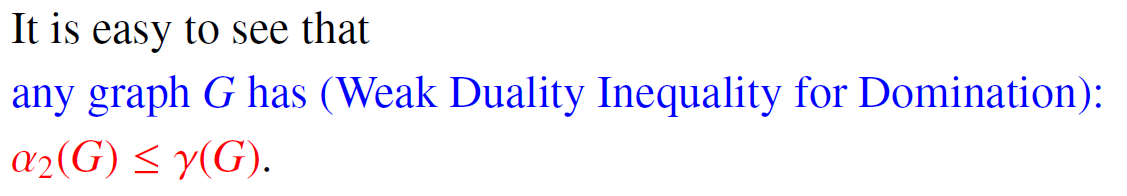 It is easy to see that
any graph G has (Weak Duality Inequality for Domination):
α₂(G) ≤ γ(G).